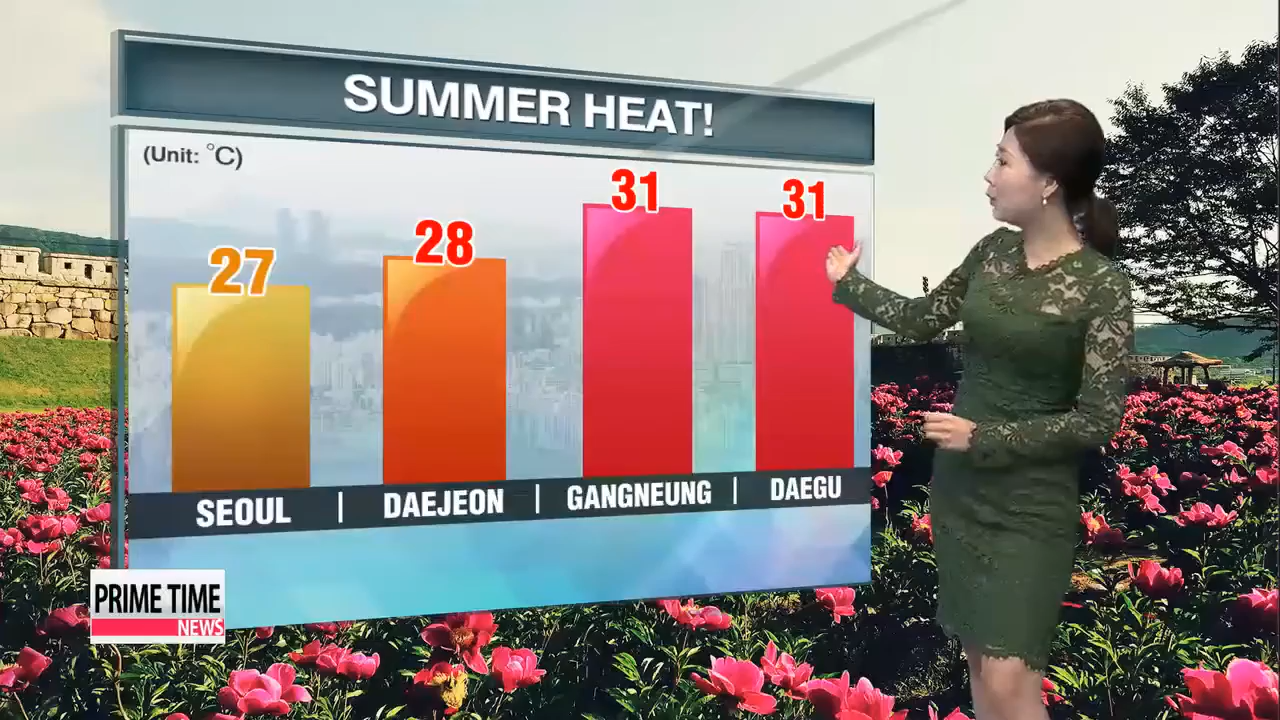 SUMMER HEAT!
(Unit: °C)
27
28
31
31
SEOUL | DAEJEON | GANGNEUNG | DAEGU
PRIME TIME
NEWS